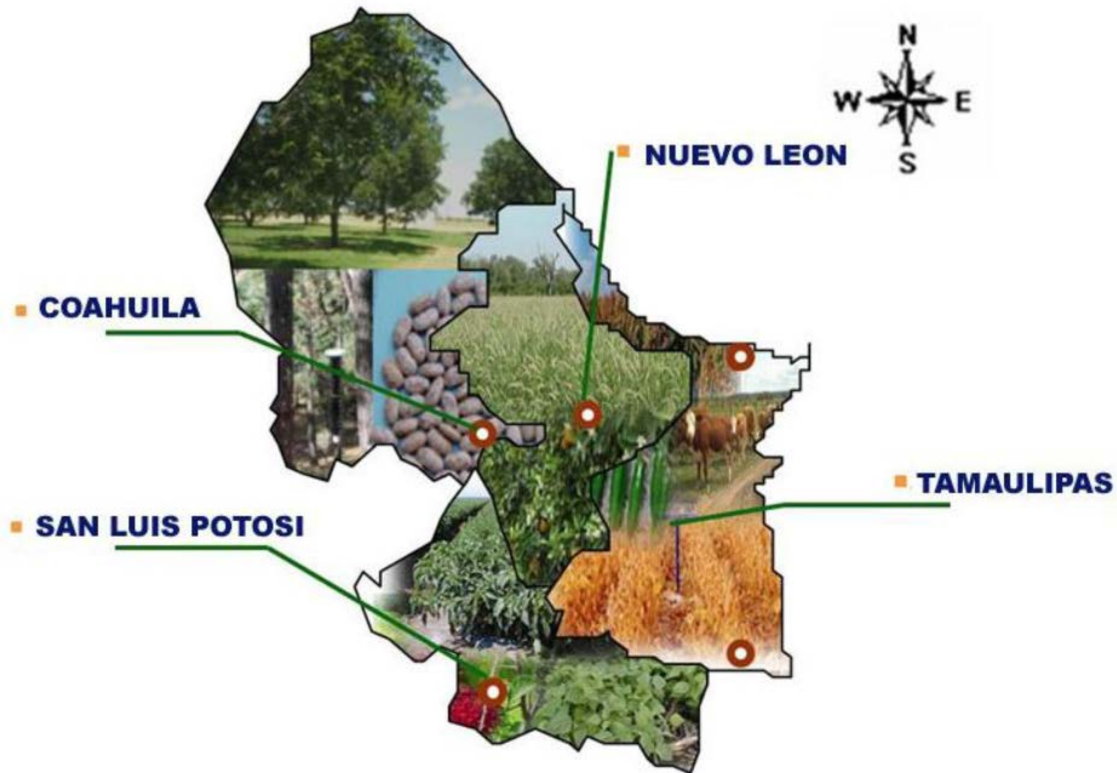 N
W E
S
NUEVO LEON
COAHUILA
TAMAULIPAS
SAN LUIS POTOSI